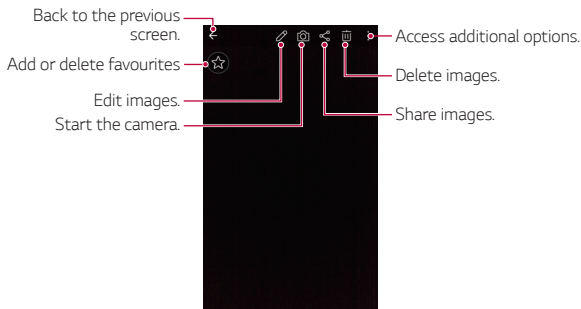 Back to the previous
screen.
Add or delete favourites
Edit images.
Start the camera.
Access additional options.
Delete images.
Share images.